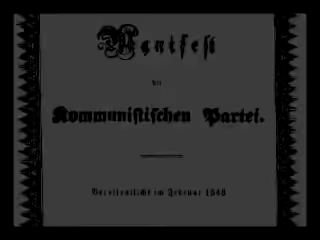 Manifest
der
Kommunistischen Partei.
Veröffentlicht im Februar 1848